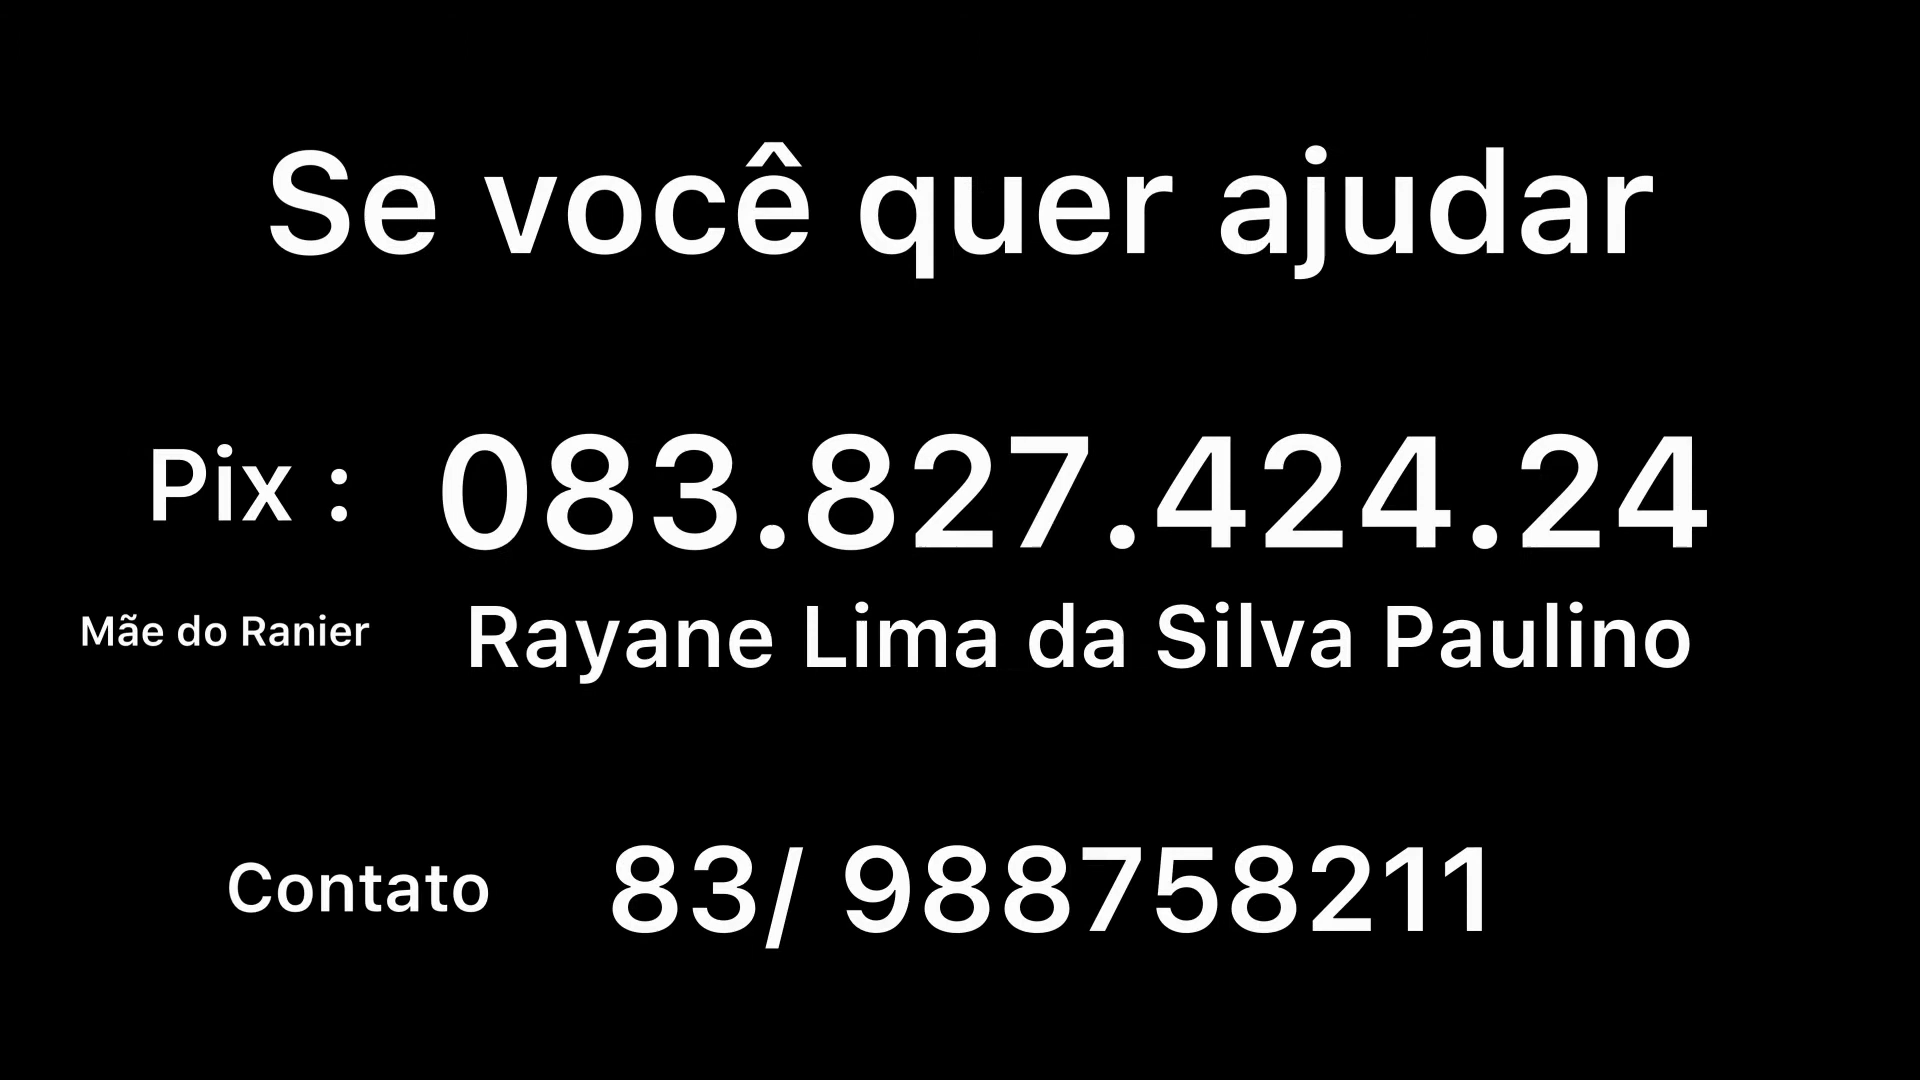 Se você quer ajudar
Pix : 083.827.424.24
Mãe do Ranier Rayane Lima da Silva Paulino
Contato 83/ 988758211